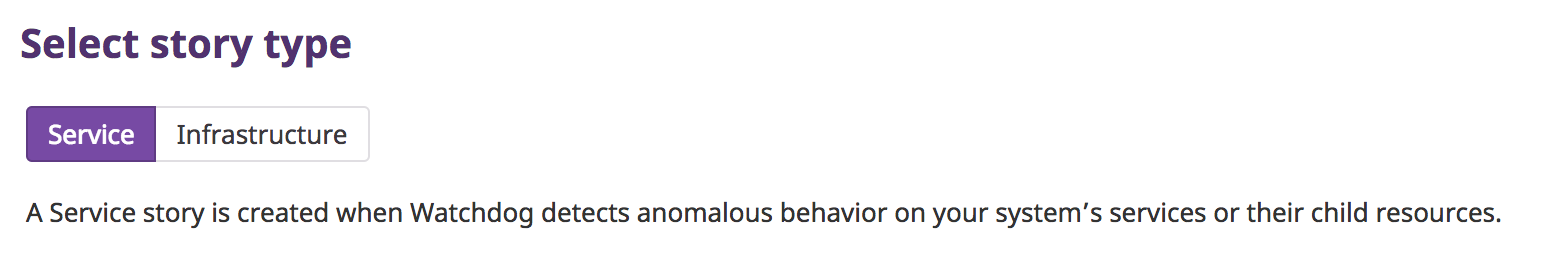 Select story type
Service Infrastructure
A Service story is created when Watchdog detects anomalous behavior on your system’s services or their child resources.